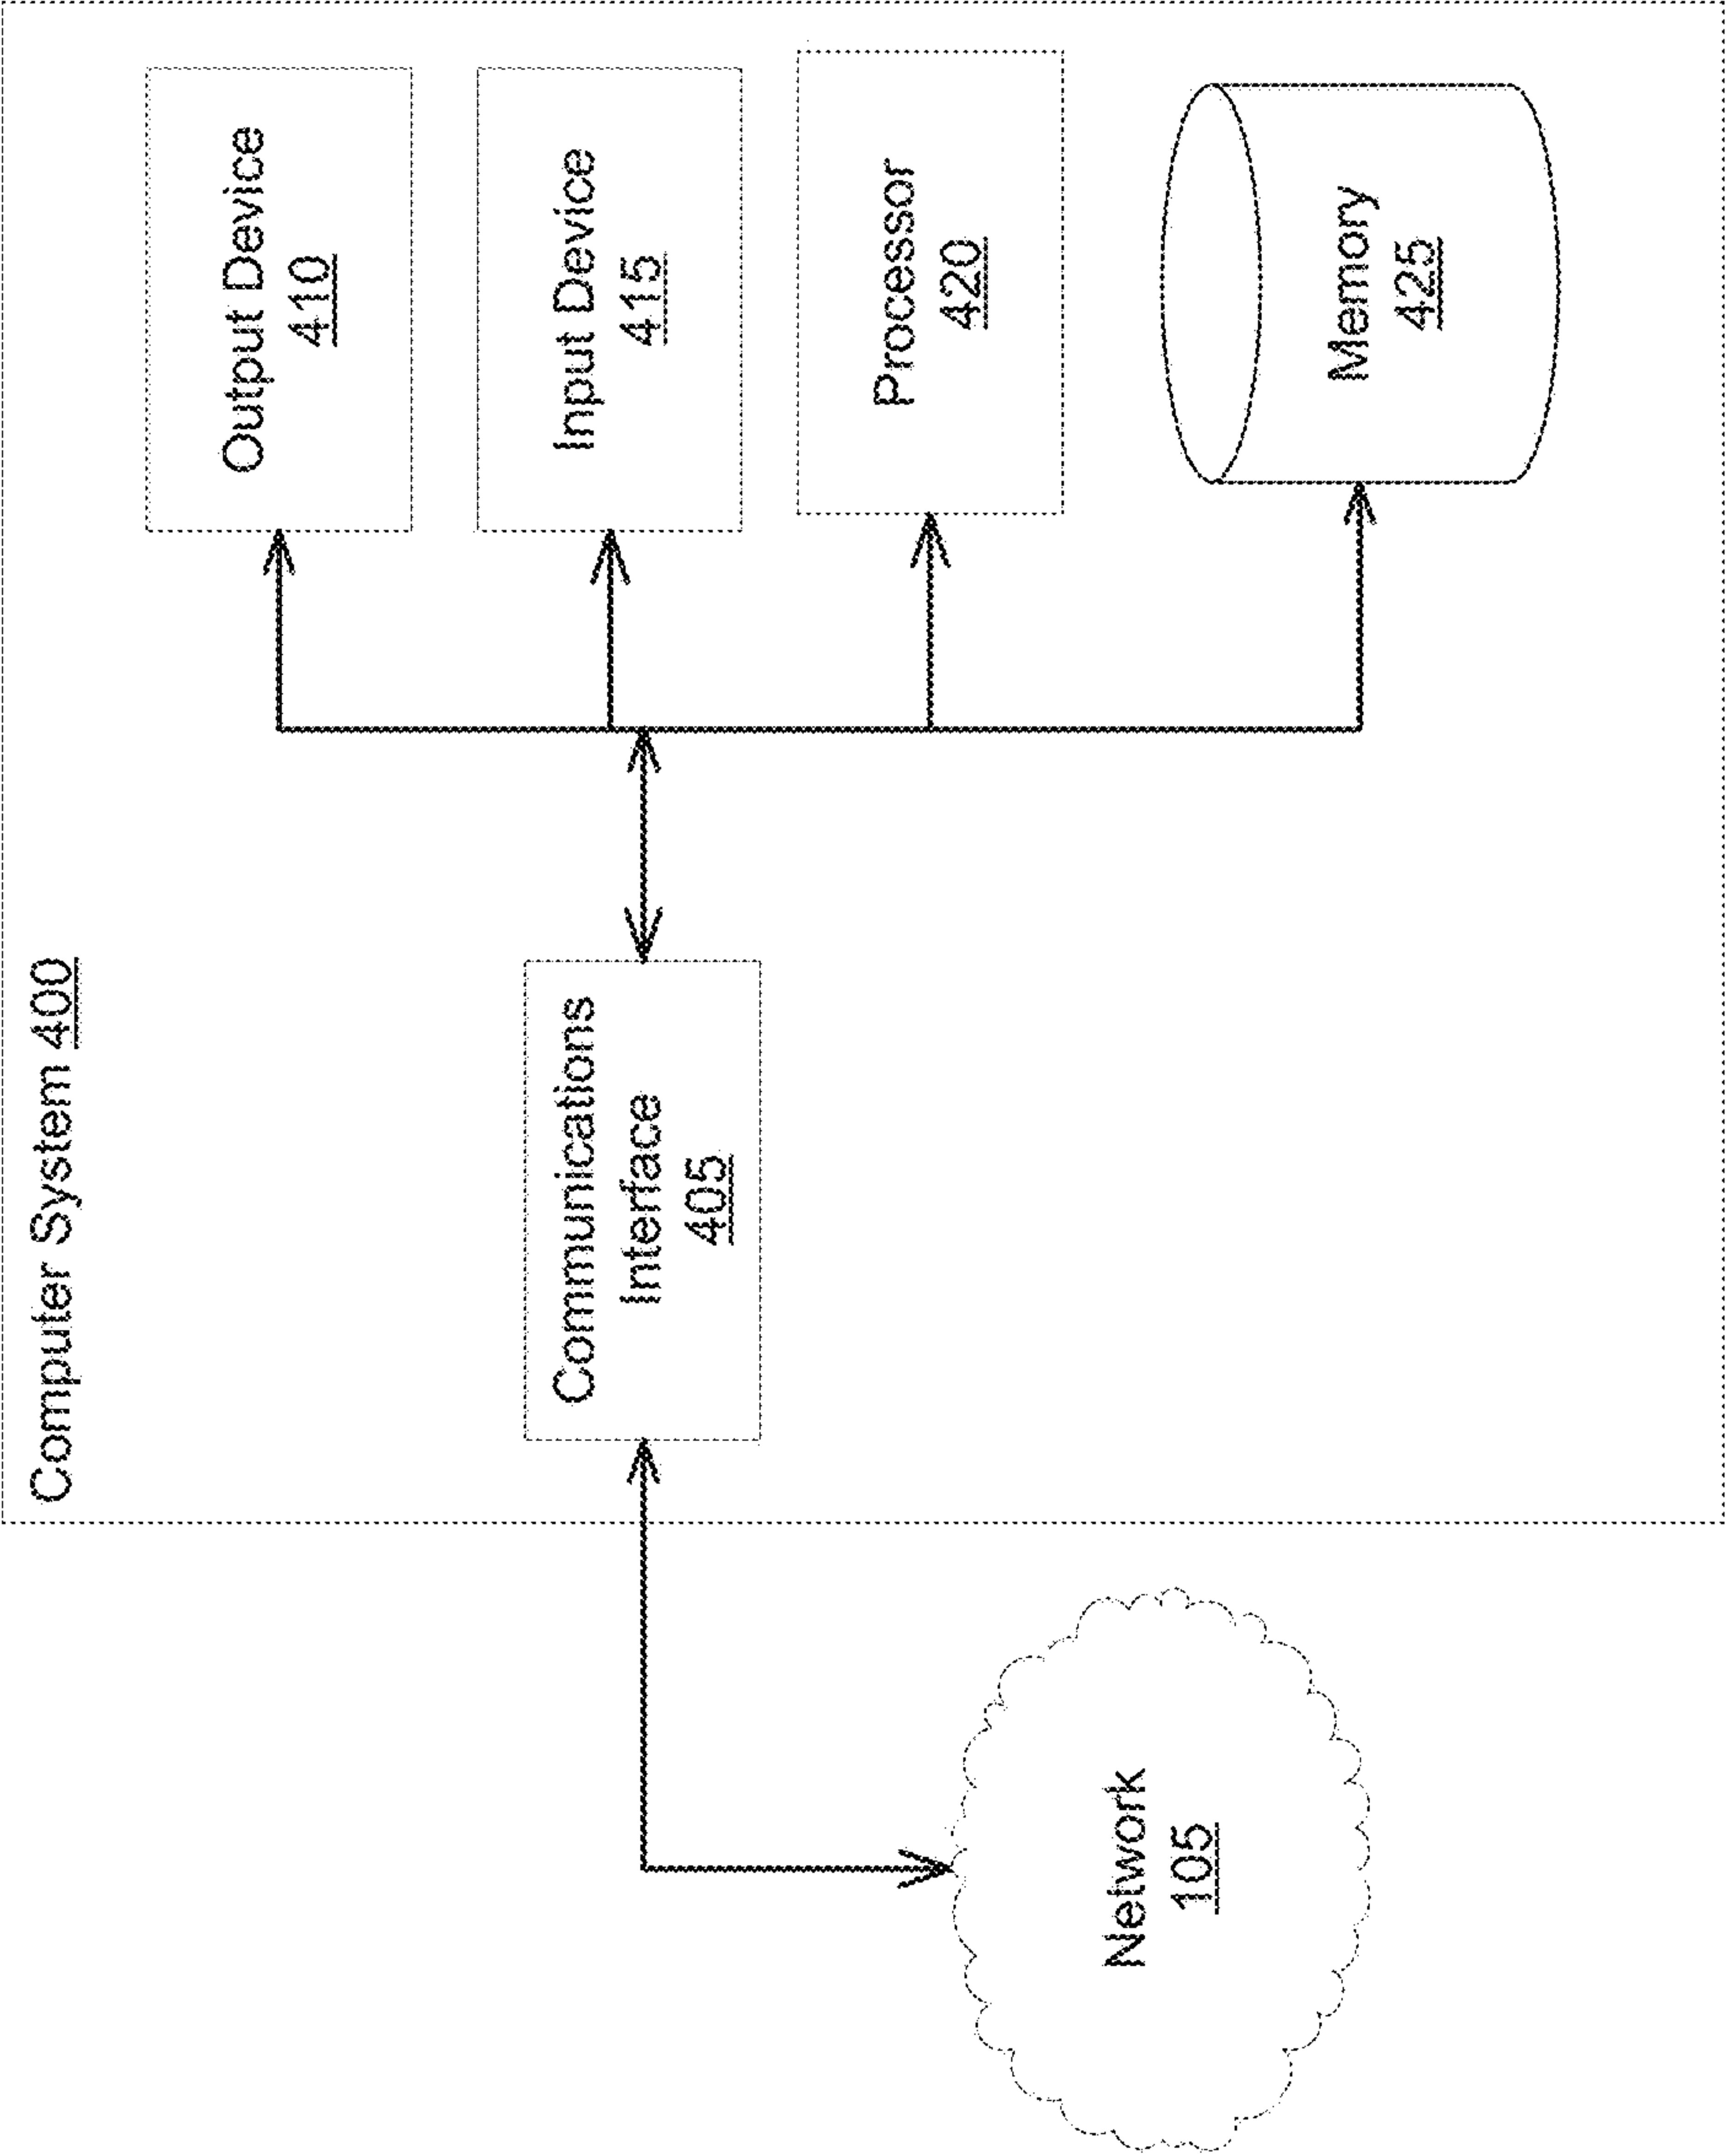 Computer System 400
Output Device
410
Input Device
415
Processor
420
Memory
425
Communications
Interface
405
Network
105